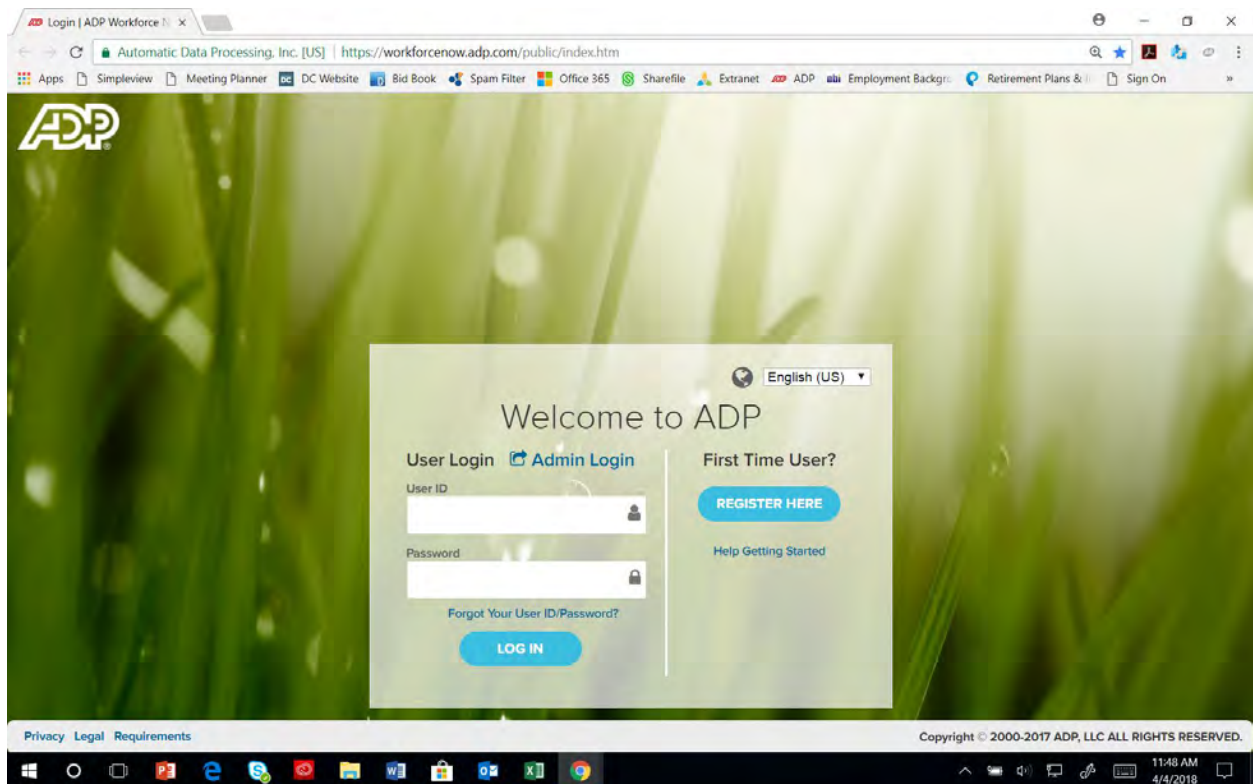 Login | ADP Workforce N
Automatic Data Processing, Inc. [US] | https://workforcenow.adp.com/public/index.htm
Apps Simpleview Meeting Planner DC Website Bid Book Spam Filter Office 365 Sharefile Extranet ADP Employment Backgr Retirement Plans & Sign On »
ADP
English (US)
Welcome to ADP
User Login Admin Login
First Time User?
User ID
REGISTER HERE
Password
Help Getting Started
Forgot Your User ID/Password?
LOG IN
Privacy Legal Requirements
Copyright © 2000-2017 ADP, LLC ALL RIGHTS RESERVED.
11:48 AM
4/4/2018